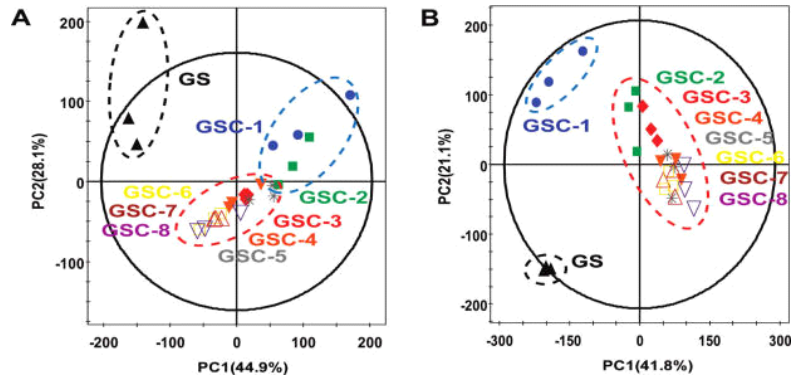 A
B
200
100
0
-100
PC2(28.1%)
GS
GSC-1
GSC-2
GSC-6
GSC-7
GSC-8
GSC-3
GSC-4
GSC-5
-200
-100
0
100
200
PC1(44.9%)
200
100
0
-100
-200
PC2(21.1%)
GSC-1
GSC-2
GSC-3
GSC-4
GSC-5
GSC-6
GSC-7
GSC-8
GS
-300
-150
0
150
300
PC1(41.8%)